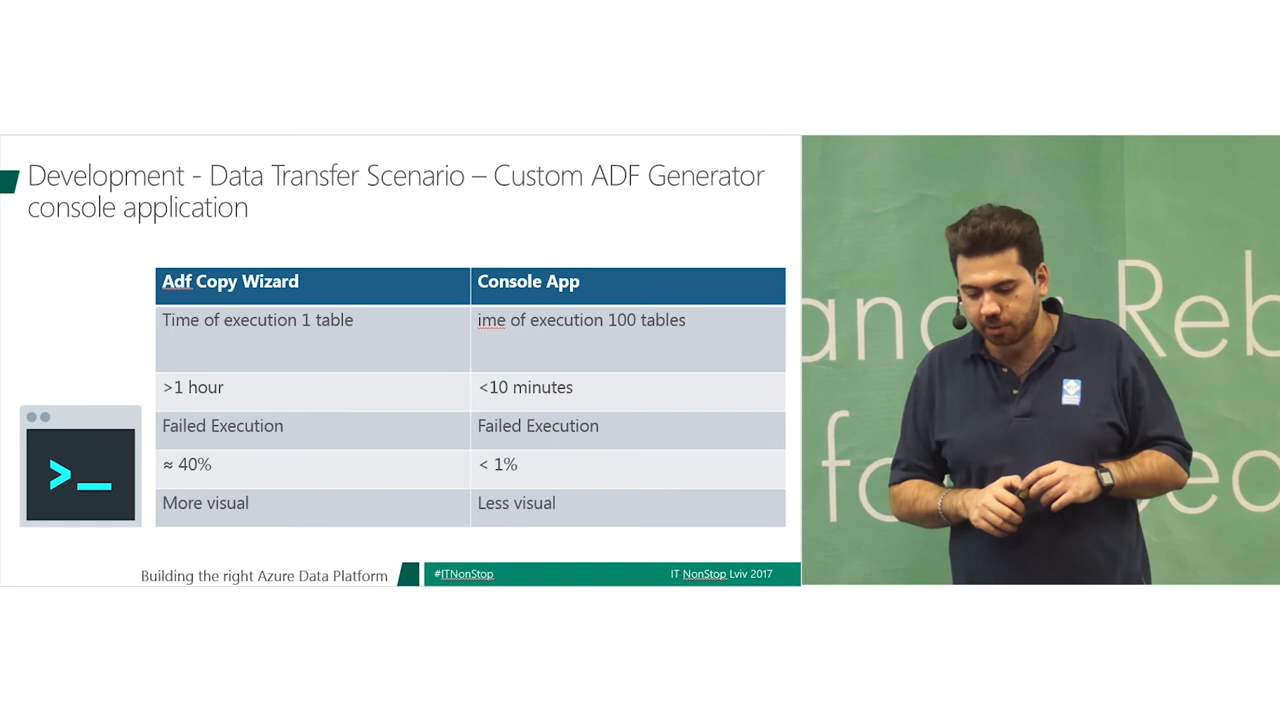 Development - Data Transfer Scenario – Custom ADF Generator
console application
Adf Copy Wizard
Console App
Time of execution 1 table
ime of execution 100 tables
>1 hour
<10 minutes
Failed Execution
Failed Execution
≈ 40%
< 1%
More visual
Less visual
>_
Building the right Azure Data Platform
#ITNonStop
IT NonStop Lviv 2017
Reb